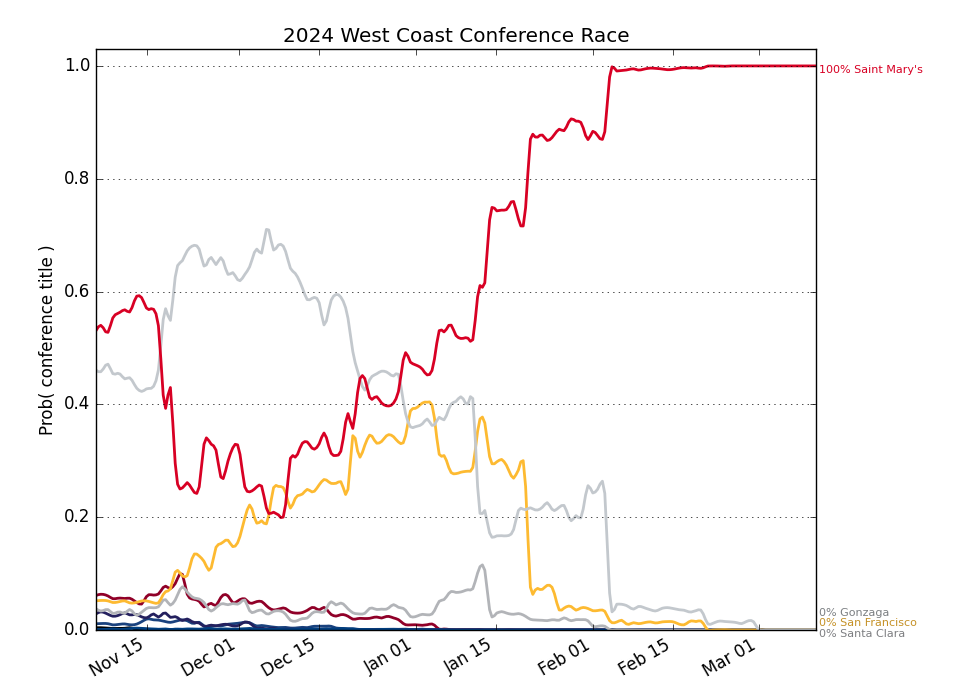 2024 West Coast Conference Race
1.0
0.8
0.6
0.4
0.2
0.0
Prob( conference title )
100% Saint Mary's
0% Gonzaga
0% San Francisco
0% Santa Clara
Nov 15
Dec 01
Dec 15
Jan 01
Jan 15
Feb 01
Feb 15
Mar 01